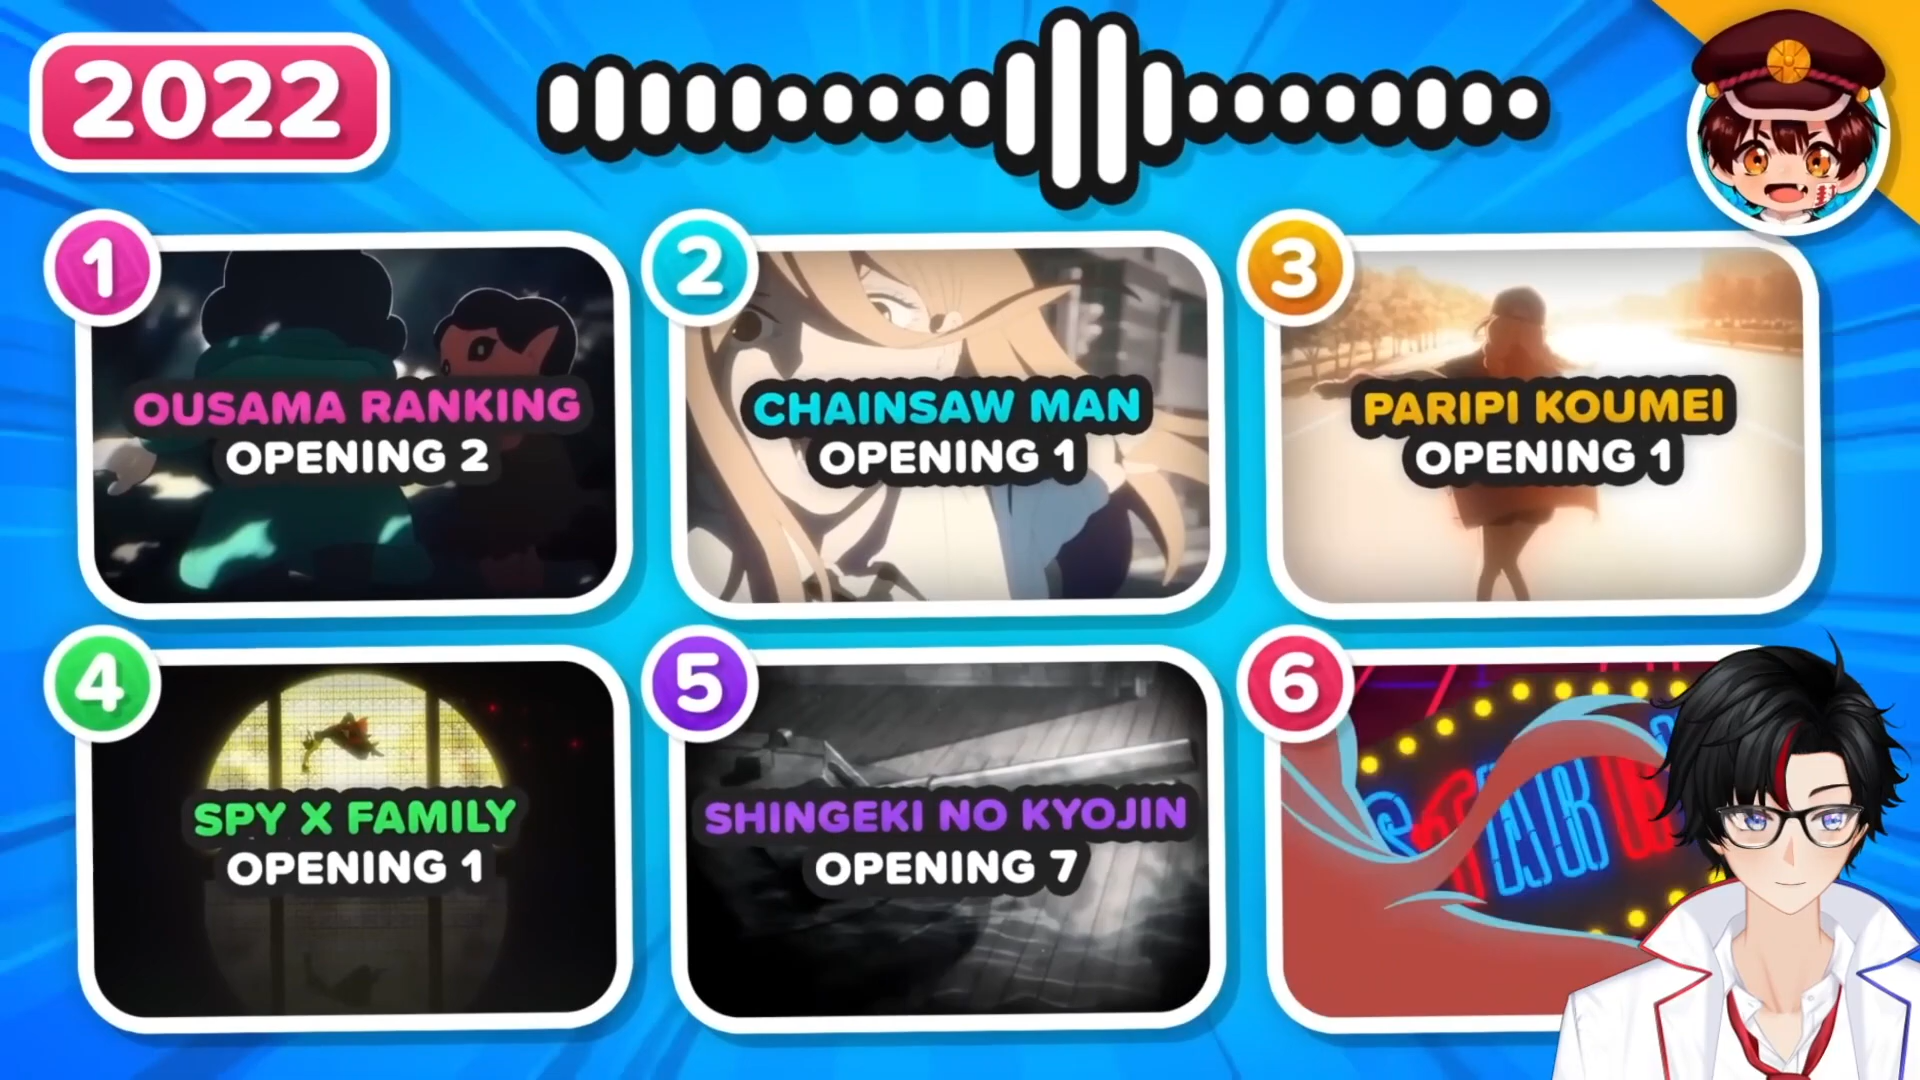 2022
1
OUSAMA RANKING
OPENING 2
2
CHAINSAW MAN
OPENING 1
3
PARIPI KOUMEI
OPENING 1
4
SPY X FAMILY
OPENING 1
5
SHINGEKI NO KYOJIN
OPENING 7
6